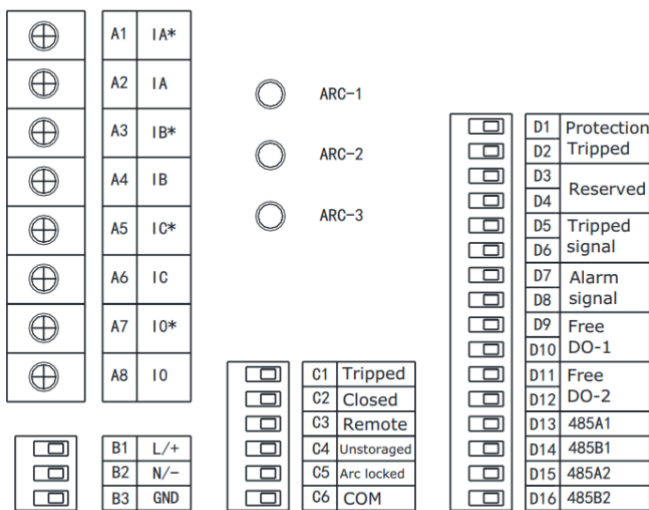 A1 IA*
A2 IA
A3 IB*
A4 IB
A5 IC*
A6 IC
A7 I0*
A8 I0
B1 L/+
B2 N/-
B3 GND
ARC-1
ARC-2
ARC-3
C1 Tripped
C2 Closed
C3 Remote
C4 Unstoraged
C5 Arc locked
C6 COM
D1 Protection
D2 Tripped
D3
Reserved
D4
D5 Tripped
D6 signal
D7 Alarm
D8 signal
D9 Free
D10 DO-1
D11 Free
D12 DO-2
D13 485A1
D14 485B1
D15 485A2
D16 485B2